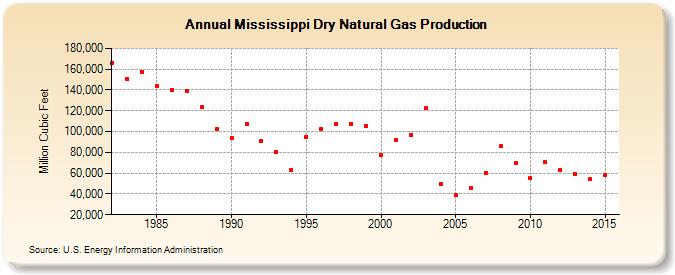 Annual Mississippi Dry Natural Gas Production
Million Cubic Feet
180,000
160,000
140,000
120,000
100,000
80,000
60,000
40,000
20,000
1985 1990 1995 2000 2005 2010 2015
Source: U.S. Energy Information Administration